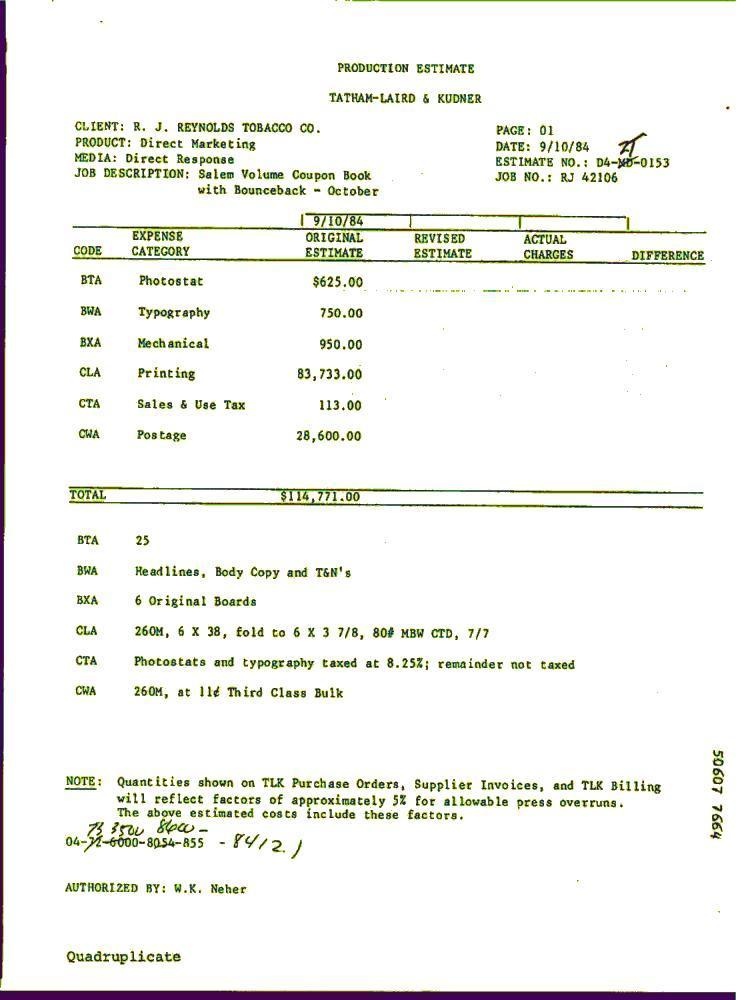 PRODUCTION ESTIMATE
TATHAM-LAIRD & KUDNER
CLIENT: R. J. REYNOLDS TOBACCO CO.
PRODUCT: Direct Marketing
MEDIA: Direct Response
JOB DESCRIPTION: Salem Volume Coupon Book
with Bounceback - October
PAGE: 01
DATE: 9/10/84
ESTIMATE NO.: D4-MD-0153
JOB NO.: RJ 42106
9/10/84
CODE EXPENSE CATEGORY ORIGINAL ESTIMATE REVISED ESTIMATE ACTUAL CHARGES DIFFERENCE
BTA Photostat $625.00
BWA Typography 750.00
BXA Mechanical 950.00
CLA Printing 83,733.00
CTA Sales & Use Tax 113.00
CWA Postage 28,600.00
TOTAL $114,771.00
BTA 25
BWA Headlines, Body Copy and T&N's
BXA 6 Original Boards
CLA 260M, 6 X 38, fold to 6 X 3 7/8, 80# MBW CTD, 7/7
CTA Photostats and typography taxed at 8.25%; remainder not taxed
CWA 260M, at 11¢ Third Class Bulk
NOTE: Quantities shown on TLK Purchase Orders, Supplier Invoices, and TLK Billing
will reflect factors of approximately 5% for allowable press overruns.
The above estimated costs include these factors.
73 3500 8600 -
04-72-6000-8054-855 - 8412.)
AUTHORIZED BY: W.K. Neher
Quadruplicate
50607 7664